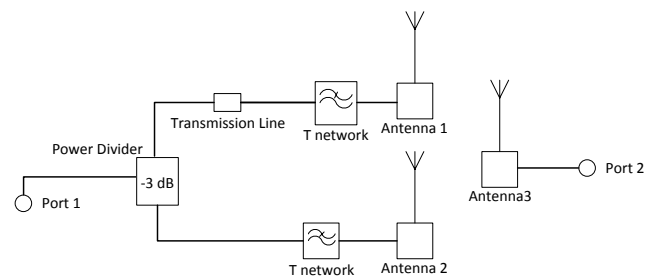 Transmission Line
T network
Antenna 1
Power Divider
-3 dB
Port 1
Antenna3
Port 2
T network
Antenna 2